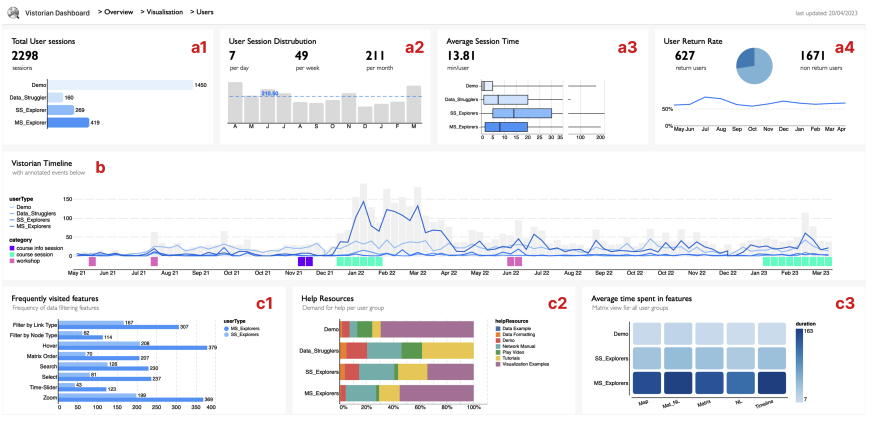 Vistorian Dashboard > Overview > Visualisation > Users
last updated: 20/04/2023
Total User sessions
2298
sessions
a1
Demo 1450
Data_Struggler 160
SS_Explorer 269
MS_Explorer 419
User Session Distrubution
7 49 211
per day per week per month
a2
210.50
A M J J A S O N D J F M
Average Session Time
13.81
min/user
a3
Demo
Data_Strugglers
SS_Explorers
MS_Explorers
0 5 10 15 20 25 30 35 100 200
User Return Rate
627 1671
return users non return users
a4
50%
0%
May Jun Jul Aug Sep Oct Nov Dec Jan Feb Mar Apr
Vistorian Timeline
with annotated events below
b
userType
Demo
Data_Strugglers
SS_Explorers
MS_Explorers
category
course info session
course session
workshop
150
100
50
0
May 21 Jun 21 Jul 21 Aug 21 Sep 21 Oct 21 Oct 21 Nov 21 Dec 21 Jan 22 Feb 22 Mar 22 Apr 22 May 22 Jun 22 Jul 22 Aug 22 Sep 22 Oct 22 Oct 22 Nov 22 Dec 22 Jan 23 Feb 23 Mar 23
Frequently visited features
Frequency of data filtering features
c1
userType
MS_Explorers
SS_Explorers
Filter by Link Type 167 307
Filter by Node Type 62 114
Hover 208 379
Matrix Order 70 207
Search 126 230
Select 81 237
Time-Slider 43 123
Zoom 199 369
0 50 100 150 200 250 300 350 400
Help Resources
Demand for help per user group
c2
Demo
Data_Strugglers
SS_Explorers
MS_Explorers
0% 20% 40% 60% 80% 100%
helpResource
Data Example
Data Formatting
Demo
Network Manual
Play Video
Tutorials
Visualization Examples
Average time spent in features
Matrix view for all user groups
c3
Demo
SS_Explorers
MS_Explorers
Map Mat_NL Matrix NL Timeline
duration
163
7